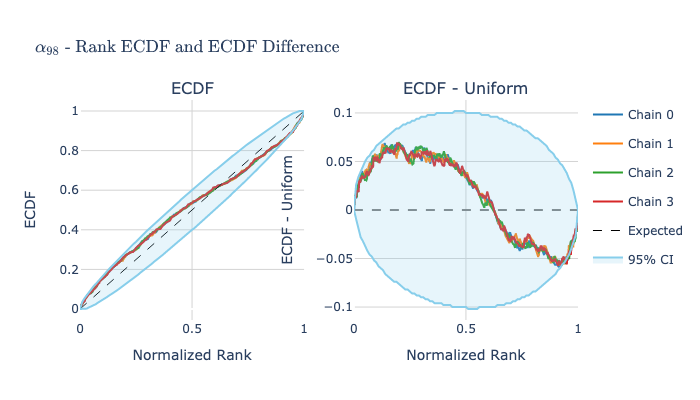 α98 - Rank ECDF and ECDF Difference
ECDF
ECDF - Uniform
ECDF
1
0.8
0.6
0.4
0.2
0
0
0.5
1
Normalized Rank
ECDF - Uniform
0.1
0.05
0
−0.05
−0.1
0
0.5
1
Normalized Rank
Chain 0
Chain 1
Chain 2
Chain 3
Expected
95% CI